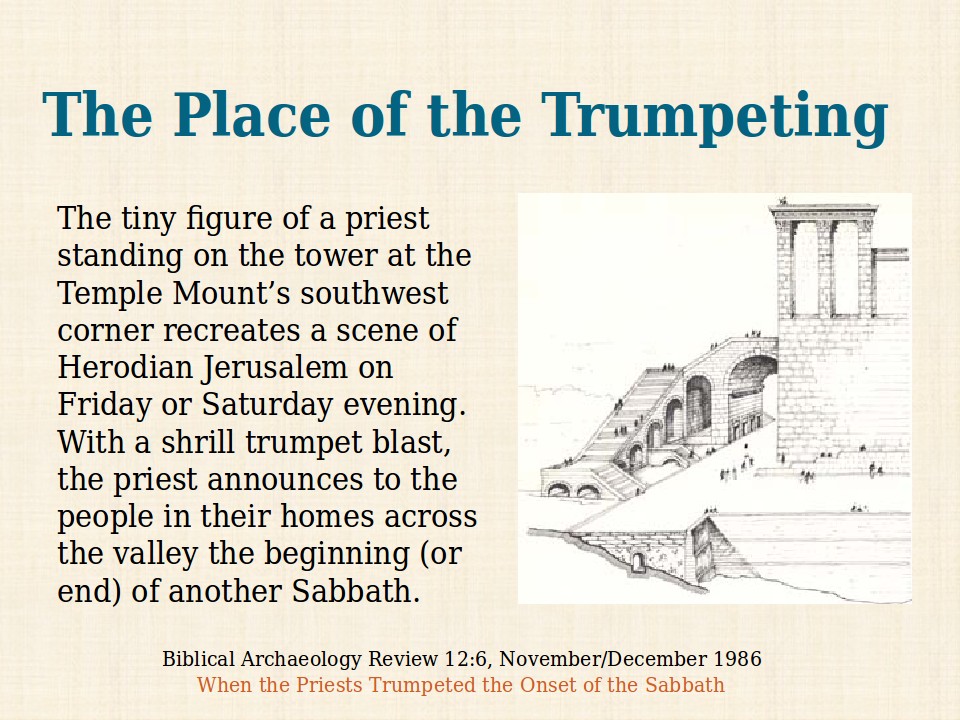 The Place of the Trumpeting
The tiny figure of a priest
standing on the tower at the
Temple Mount’s southwest
corner recreates a scene of
Herodian Jerusalem on
Friday or Saturday evening.
With a shrill trumpet blast,
the priest announces to the
people in their homes across
the valley the beginning (or
end) of another Sabbath.
Biblical Archaeology Review 12:6, November/December 1986
When the Priests Trumpeted the Onset of the Sabbath